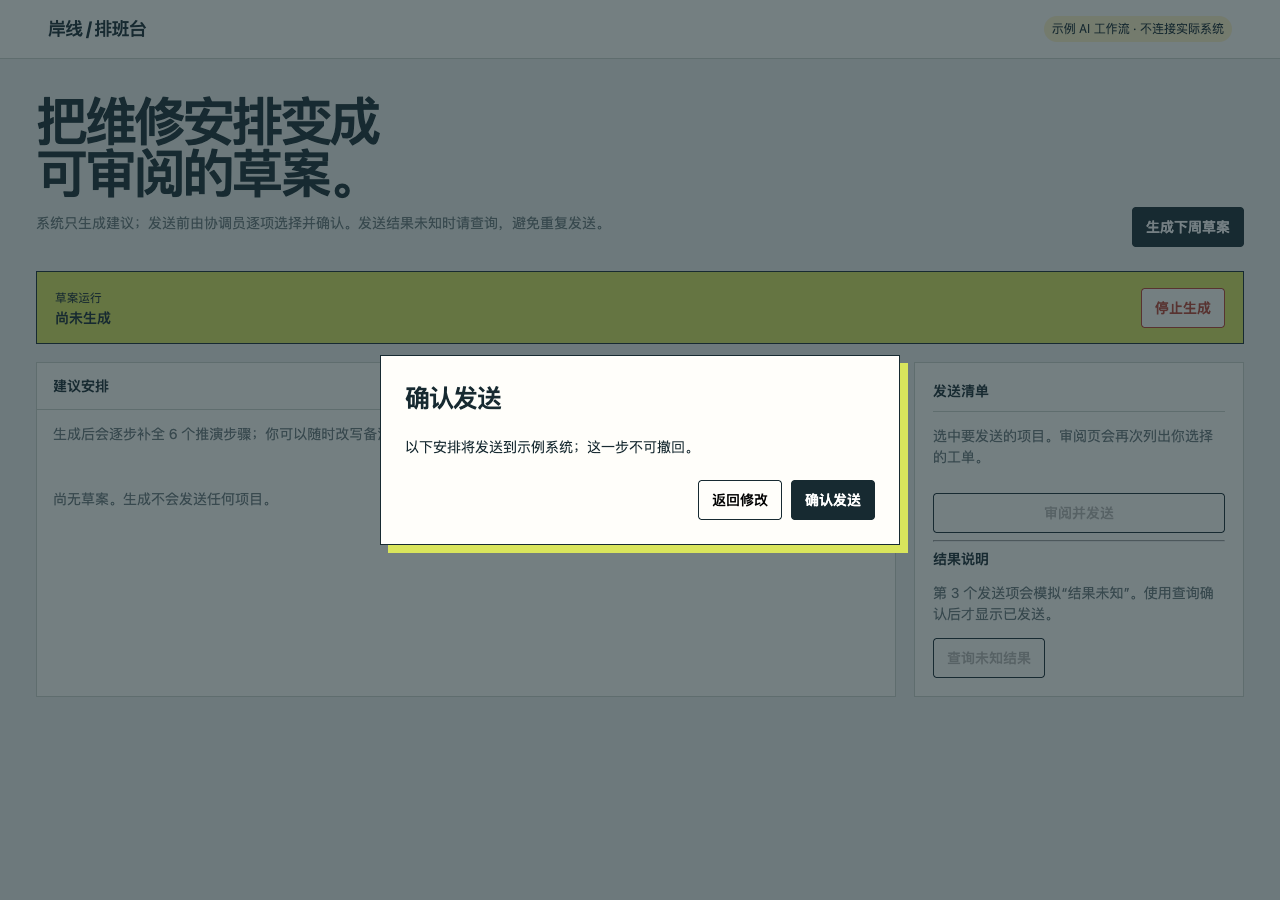 岸线 / 排班台
示例 AI 工作流 · 不连接实际系统
把维修安排变成
可审阅的草案。
系统只生成建议；发送前由协调员逐项选择并确认。发送结果未知时请查询，避免重复发送。
生成下周草案
草案运行
尚未生成
停止生成
建议安排
生成后会逐步补全 6 个推演步骤；你可以随时改写备
尚无草案。生成不会发送任何项目。
确认发送
以下安排将发送到示例系统；这一步不可撤回。
返回修改
确认发送
发送清单
选中要发送的项目。审阅页会再次列出你选择
的工单。
审阅并发送
结果说明
第 3 个发送项会模拟“结果未知”。使用查询确
认后才显示已发送。
查询未知结果